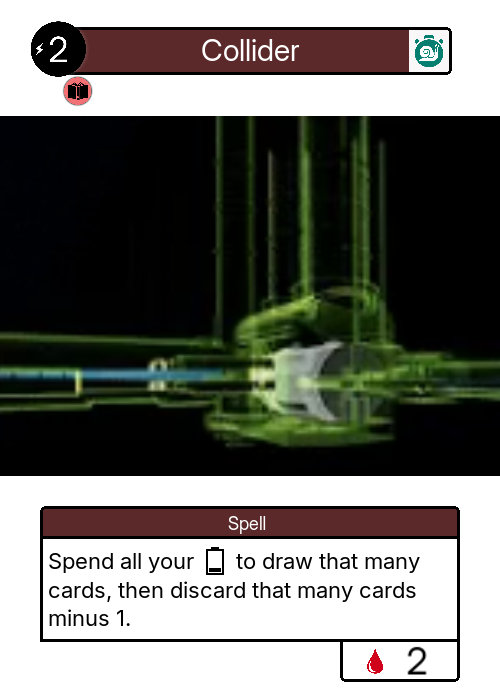 2
Collider
Spell
Spend all your to draw that many
cards, then discard that many cards
minus 1.
2